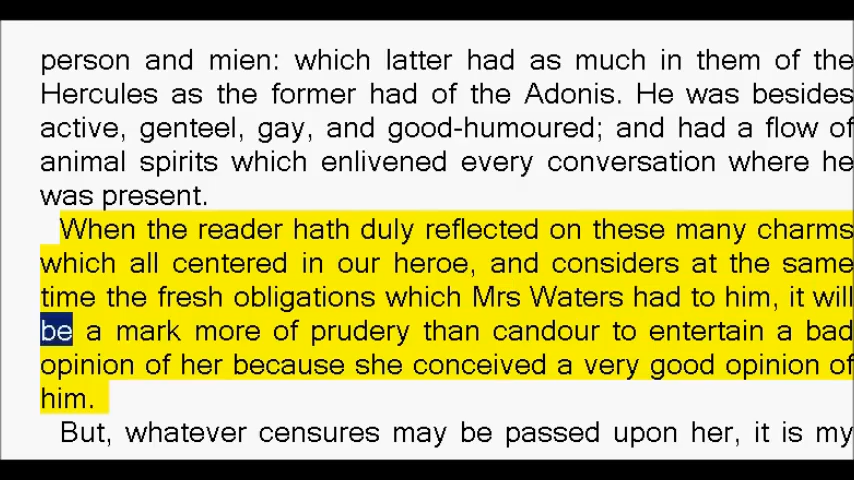 person and mien: which latter had as much in them of the
Hercules as the former had of the Adonis. He was besides
active, genteel, gay, and good-humoured; and had a flow of
animal spirits which enlivened every conversation where he
was present.
When the reader hath duly reflected on these many charms
which all centered in our heroe, and considers at the same
time the fresh obligations which Mrs Waters had to him, it will
be a mark more of prudery than candour to entertain a bad
opinion of her because she conceived a very good opinion of
him.
But, whatever censures may be passed upon her, it is my